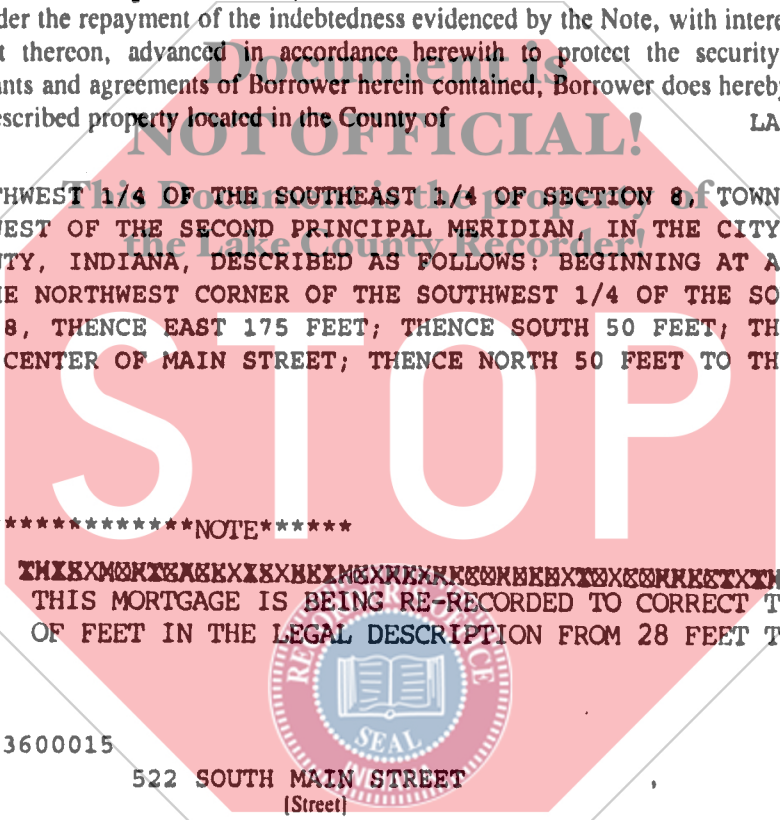 der the repayment of the indebtedness evidenced by the Note, with intere
t thereon, advanced in accordance herewith to protect the security
Document is
nts and agreements of Borrower herein contained, Borrower does hereby
escribed property located in the County of LA
NOT OFFICIAL!
THWEST 1/4 OF THE SOUTHEAST 1/4 OF SECTION 8, TOWN
This Document is the property of
WEST OF THE SECOND PRINCIPAL MERIDIAN, IN THE CITY
the Lake County Recorder!
TY, INDIANA, DESCRIBED AS FOLLOWS: BEGINNING AT A
E NORTHWEST CORNER OF THE SOUTHWEST 1/4 OF THE SO
8, THENCE EAST 175 FEET; THENCE SOUTH 50 FEET; TH
CENTER OF MAIN STREET; THENCE NORTH 50 FEET TO TH
STOP
**************NOTE******
THIS MORTGAGE IS BEING RE-RECORDED TO CORRECT T
OF FEET IN THE LEGAL DESCRIPTION FROM 28 FEET T
SEAL
3600015
522 SOUTH MAIN STREET ,
[Street]